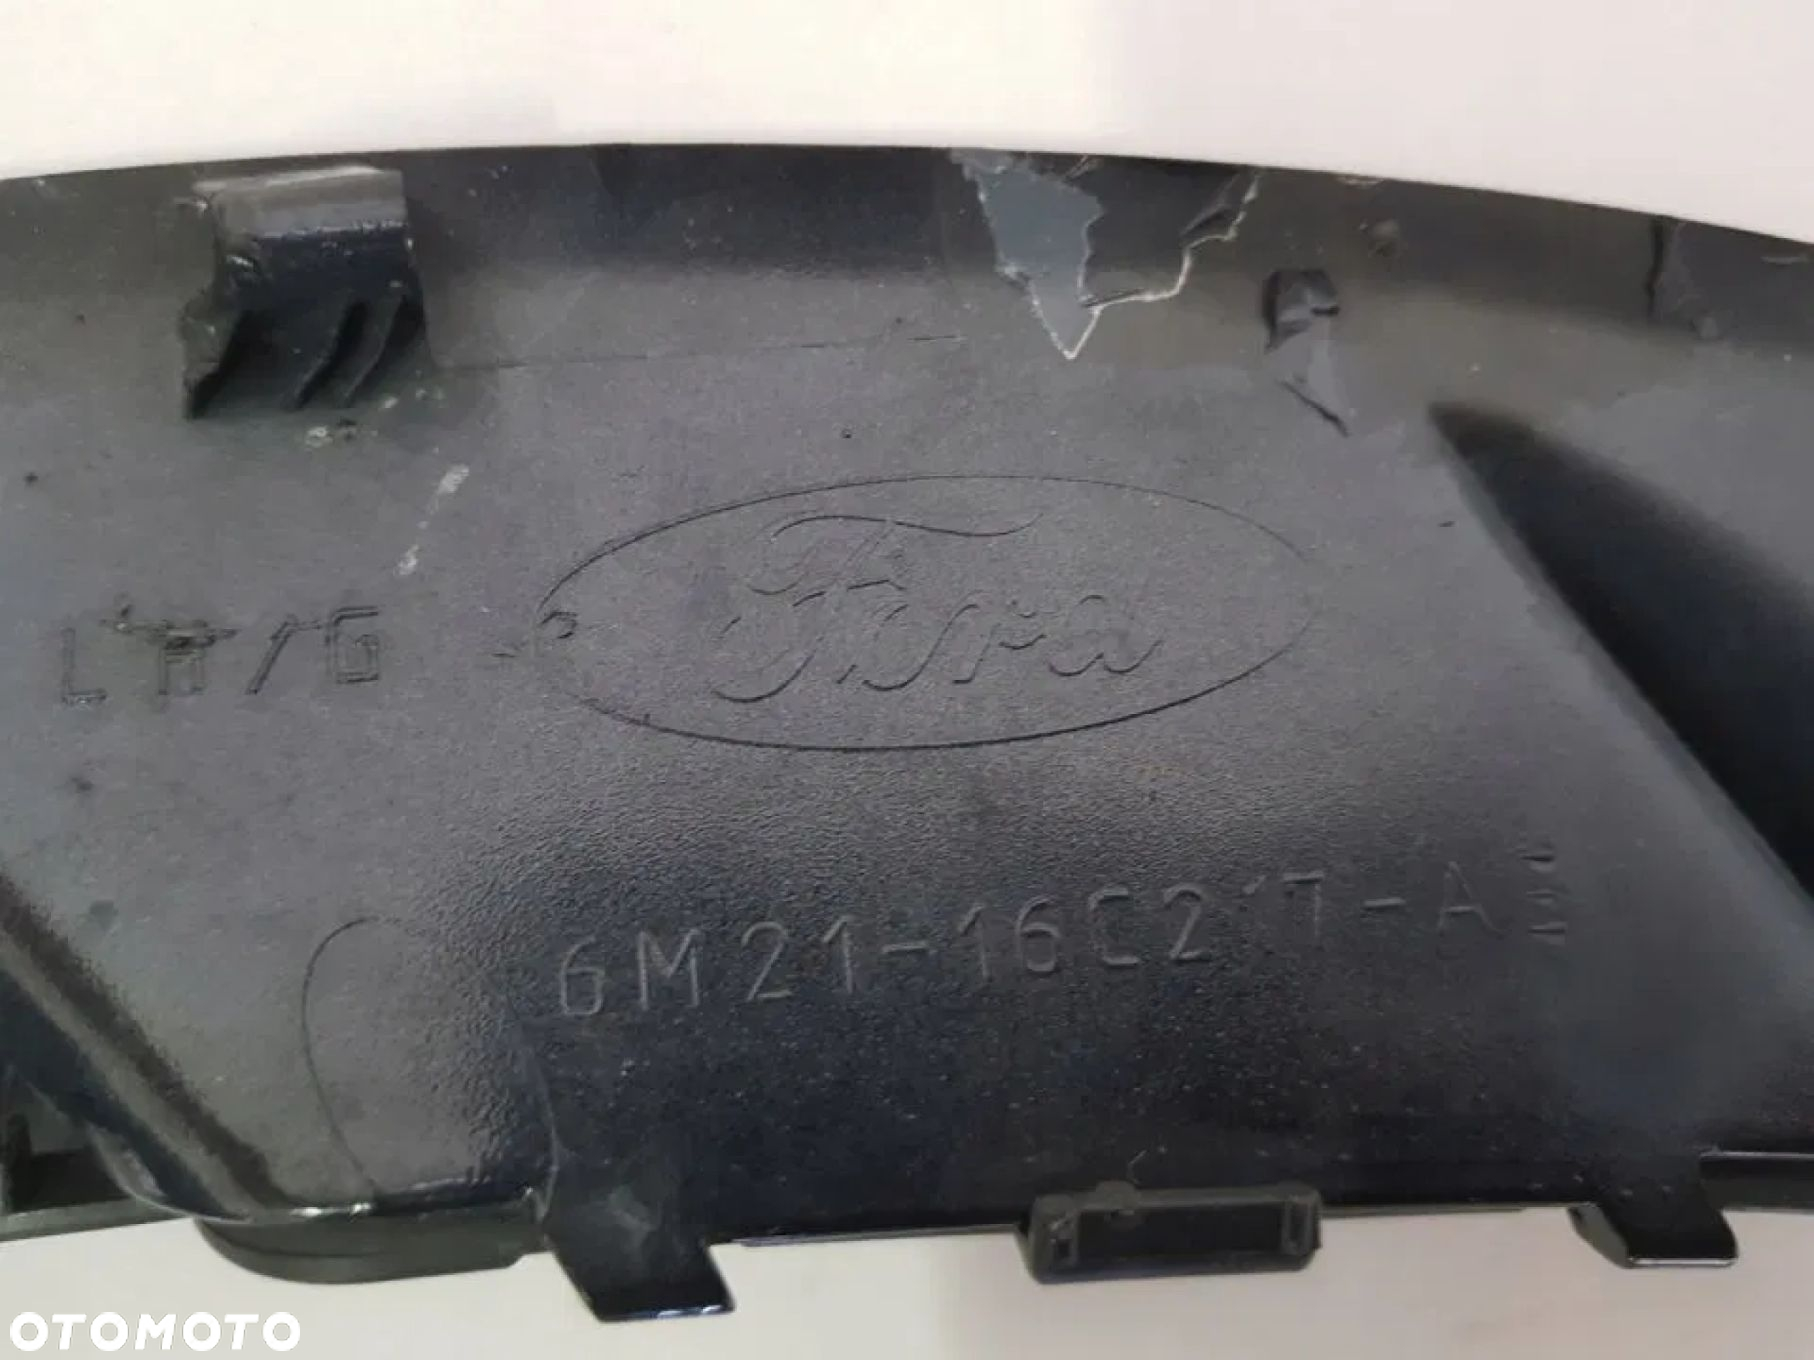 Ford
LH/G
6M21-16C217-A
OTOMOTO